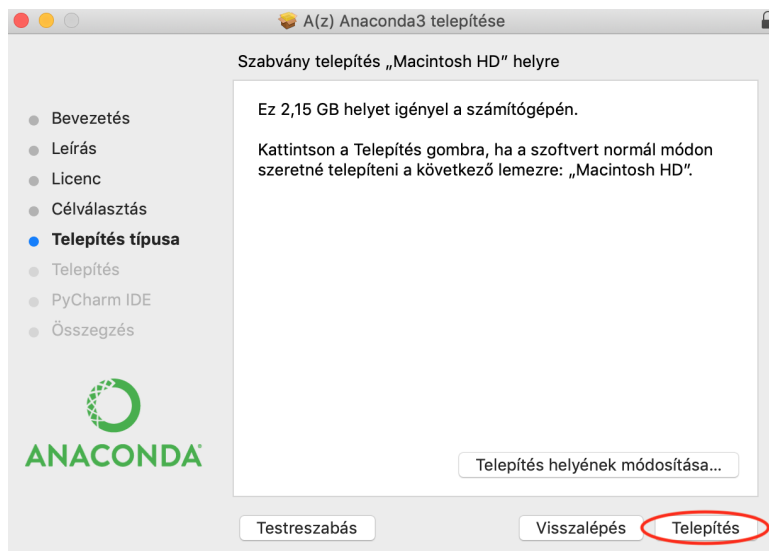 A(z) Anaconda3 telepítése
Szabvány telepítés „Macintosh HD” helyre
Bevezetés
Leírás
Licenc
Célválasztás
Telepítés típusa
Telepítés
PyCharm IDE
Összegzés
ANACONDA
Ez 2,15 GB helyet igényel a számítógépén.
Kattintson a Telepítés gombra, ha a szoftvert normál módon
szeretné telepíteni a következő lemezre: „Macintosh HD”.
Telepítés helyének módosítása...
Testreszabás
Visszalépés
Telepítés